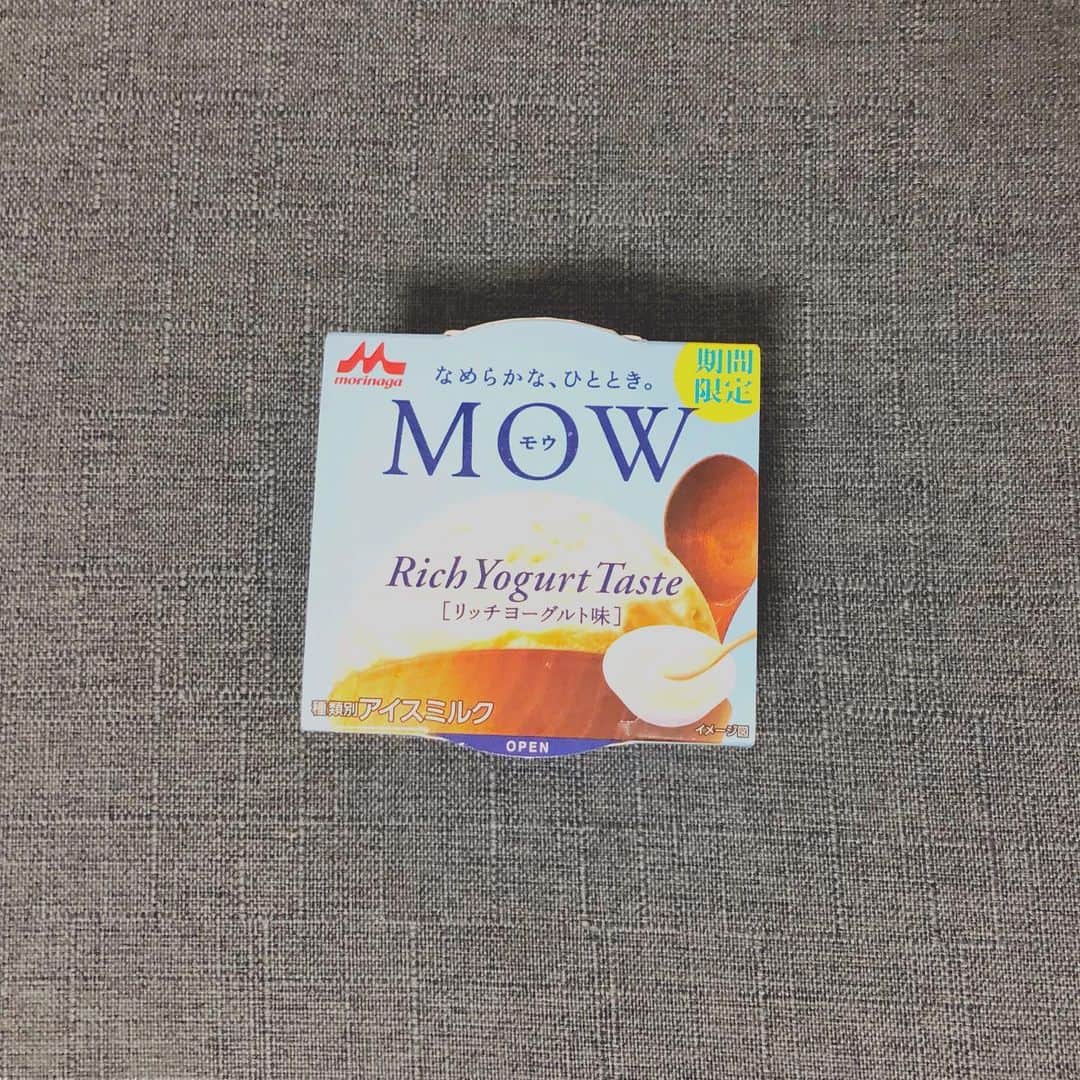 morinaga
なめらかな、ひととき。
期間
限定
MOW
モウ
Rich Yogurt Taste
［リッチヨーグルト味］
種類別アイスミルク
イメージ図
OPEN